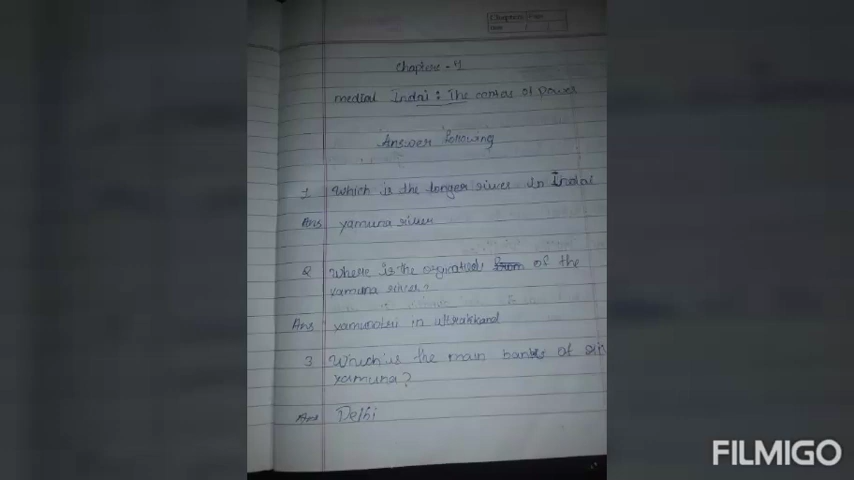 Chapter - 4
medial Indai : The centas of Power
Answer following
1 Which is the longer river in Indai
Ans yamuna river
2 Where is the orginated of the
yamuna river?
Ans yamunotri in uttrakhand
3 Which is the main banks of
yamuna?
Ans Delhi
FILMIGO